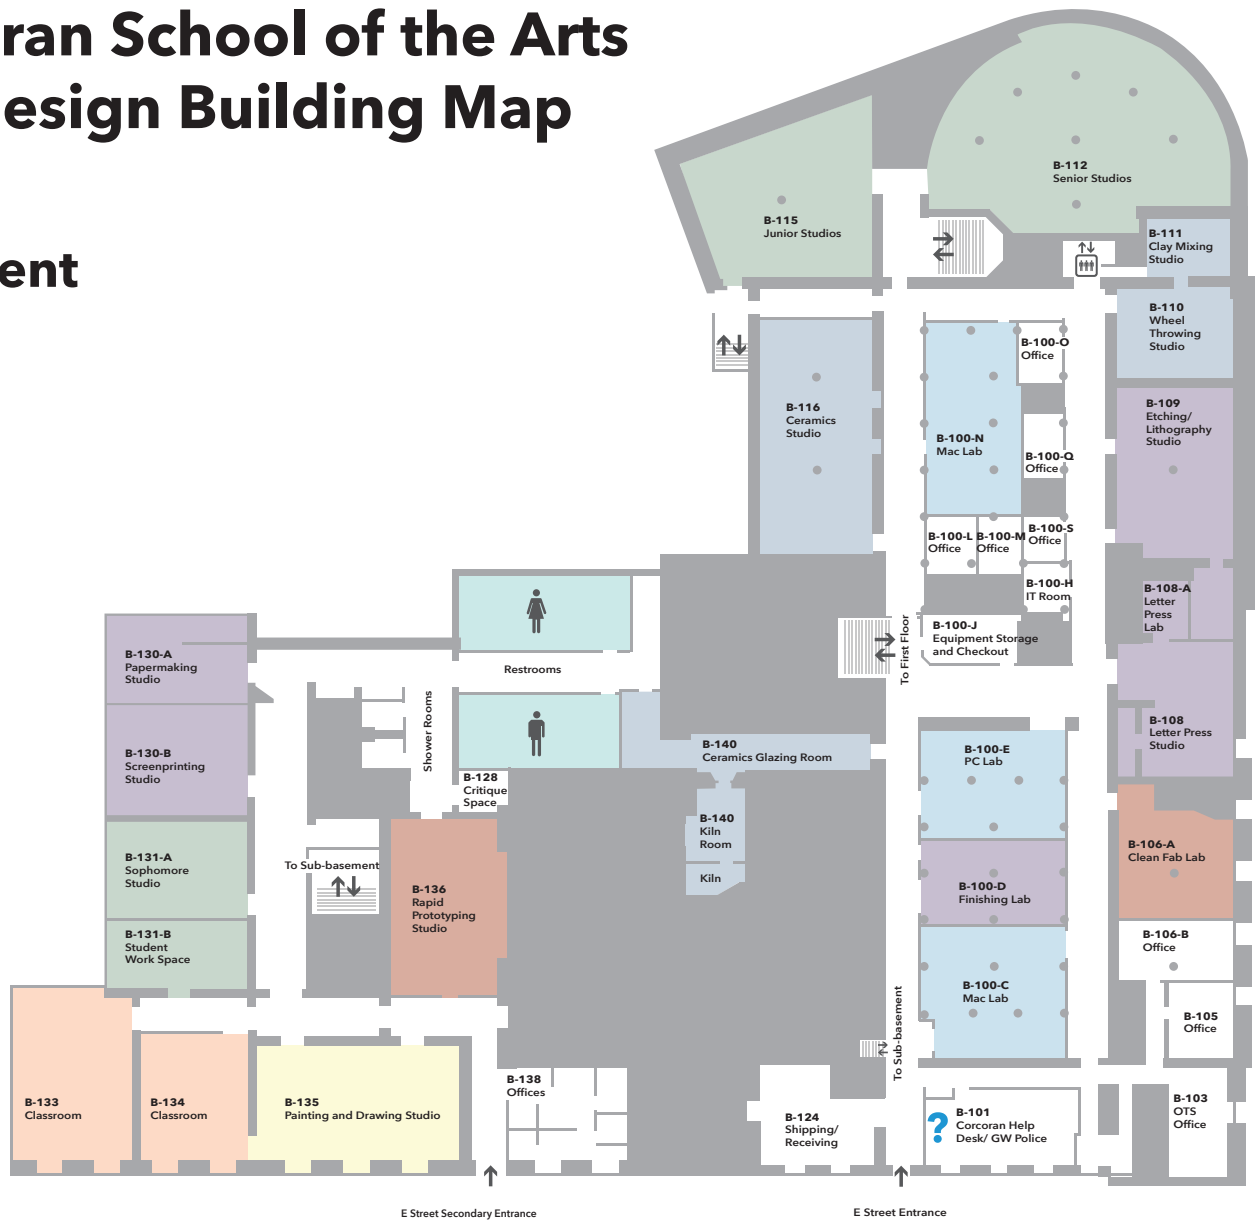 ran School of the Arts
esign Building Map
ent
B-112
Senior Studios
B-115
Junior Studios
B-111
Clay Mixing
Studio
B-110
Wheel
Throwing
Studio
B-100-O
Office
B-116
Ceramics
Studio
B-109
Etching/
Lithography
Studio
B-100-N
Mac Lab
B-100-Q
Office
B-100-L
Office
B-100-M
Office
B-100-S
Office
B-100-H
IT Room
B-108-A
Letter
Press
Lab
B-100-J
Equipment Storage
and Checkout
To First Floor
B-130-A
Papermaking
Studio
Restrooms
Shower Rooms
B-108
Letter Press
Studio
B-130-B
Screenprinting
Studio
B-140
Ceramics Glazing Room
B-100-E
PC Lab
B-128
Critique
Space
B-140
Kiln
Room
Kiln
B-106-A
Clean Fab Lab
B-131-A
Sophomore
Studio
To Sub-basement
B-136
Rapid
Prototyping
Studio
B-100-D
Finishing Lab
B-131-B
Student
Work Space
B-106-B
Office
B-100-C
Mac Lab
B-105
Office
To Sub-basement
B-133
Classroom
B-134
Classroom
B-135
Painting and Drawing Studio
B-138
Offices
B-124
Shipping/
Receiving
?
B-101
Corcoran Help
Desk/ GW Police
B-103
OTS
Office
E Street Secondary Entrance
E Street Entrance